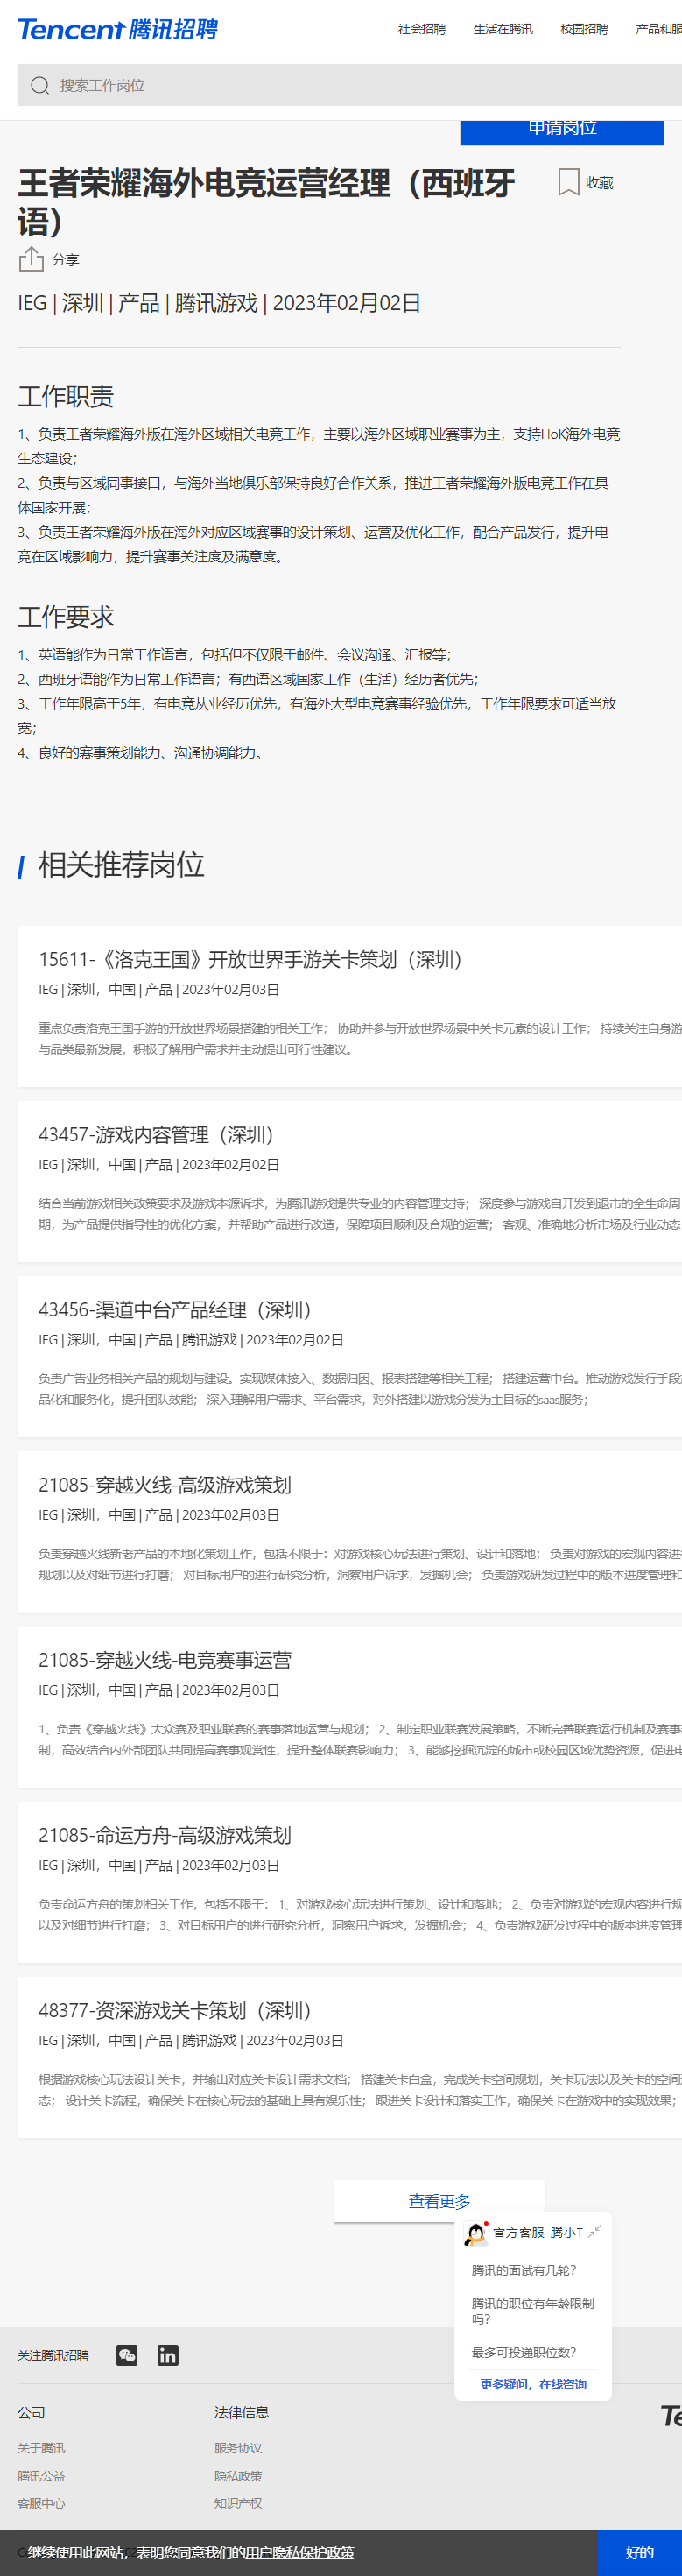 Tencent 腾讯招聘
社会招聘 生活在腾讯 校园招聘 产品和服
搜索工作岗位
申请岗位
王者荣耀海外电竞运营经理（西班牙
语）
收藏
分享
IEG | 深圳 | 产品 | 腾讯游戏 | 2023年02月02日
工作职责
1、负责王者荣耀海外版在海外区域相关电竞工作，主要以海外区域职业赛事为主，支持HoK海外电竞
生态建设；
2、负责与区域同事接口，与海外当地俱乐部保持良好合作关系，推进王者荣耀海外版电竞工作在具
体国家开展；
3、负责王者荣耀海外版在海外对应区域赛事的设计策划、运营及优化工作，配合产品发行，提升电
竞在区域影响力，提升赛事关注度及满意度。
工作要求
1、英语能作为日常工作语言，包括但不仅限于邮件、会议沟通、汇报等；
2、西班牙语能作为日常工作语言；有西语区域国家工作（生活）经历者优先；
3、工作年限高于5年，有电竞从业经历优先，有海外大型电竞赛事经验优先，工作年限要求可适当放
宽；
4、良好的赛事策划能力、沟通协调能力。
相关推荐岗位
15611-《洛克王国》开放世界手游关卡策划（深圳）
IEG | 深圳，中国 | 产品 | 2023年02月03日
重点负责洛克王国手游的开放世界场景搭建的相关工作； 协助并参与开放世界场景中关卡元素的设计工作； 持续关注自身游
与品类最新发展，积极了解用户需求并主动提出可行性建议。
43457-游戏内容管理（深圳）
IEG | 深圳，中国 | 产品 | 2023年02月02日
结合当前游戏相关政策要求及游戏本源诉求，为腾讯游戏提供专业的内容管理支持； 深度参与游戏自开发到退市的全生命周
期，为产品提供指导性的优化方案，并帮助产品进行改造，保障项目顺利及合规的运营； 客观、准确地分析市场及行业动态
43456-渠道中台产品经理（深圳）
IEG | 深圳，中国 | 产品 | 腾讯游戏 | 2023年02月02日
负责广告业务相关产品的规划与建设。实现媒体接入、数据归因、报表搭建等相关工程； 搭建运营中台。推动游戏发行手段
品化和服务化，提升团队效能； 深入理解用户需求、平台需求，对外搭建以游戏分发为主目标的saas服务；
21085-穿越火线-高级游戏策划
IEG | 深圳，中国 | 产品 | 2023年02月03日
负责穿越火线新老产品的本地化策划工作，包括不限于：对游戏核心玩法进行策划、设计和落地； 负责对游戏的宏观内容进
规划以及对细节进行打磨； 对目标用户的进行研究分析，洞察用户诉求，发掘机会； 负责游戏研发过程中的版本进度管理和
21085-穿越火线-电竞赛事运营
IEG | 深圳，中国 | 产品 | 2023年02月03日
1、负责《穿越火线》大众赛及职业联赛的赛事落地运营与规划； 2、制定职业联赛发展策略，不断完善联赛运行机制及赛事
制，高效结合内外部团队共同提高赛事观赏性，提升整体联赛影响力； 3、能够挖掘沉淀的城市或校园区域优势资源，促进电
21085-命运方舟-高级游戏策划
IEG | 深圳，中国 | 产品 | 2023年02月03日
负责命运方舟的策划相关工作，包括不限于： 1、对游戏核心玩法进行策划、设计和落地； 2、负责对游戏的宏观内容进行规
以及对细节进行打磨； 3、对目标用户的进行研究分析，洞察用户诉求，发掘机会； 4、负责游戏研发过程中的版本进度管理
48377-资深游戏关卡策划（深圳）
IEG | 深圳，中国 | 产品 | 腾讯游戏 | 2023年02月03日
根据游戏核心玩法设计关卡，并输出对应关卡设计需求文档； 搭建关卡白盒，完成关卡空间规划，关卡玩法以及关卡的空间
态； 设计关卡流程，确保关卡在核心玩法的基础上具有娱乐性； 跟进关卡设计和落实工作，确保关卡在游戏中的实现效果；
查看更多
官方客服-腾小T
腾讯的面试有几轮？
腾讯的职位有年龄限制
吗？
最多可投递职位数？
更多疑问，在线咨询
关注腾讯招聘
公司 法律信息
Te
关于腾讯 服务协议
腾讯公益 隐私政策
客服中心 知识产权
继续使用此网站，表明您同意我们的用户隐私保护政策
好的